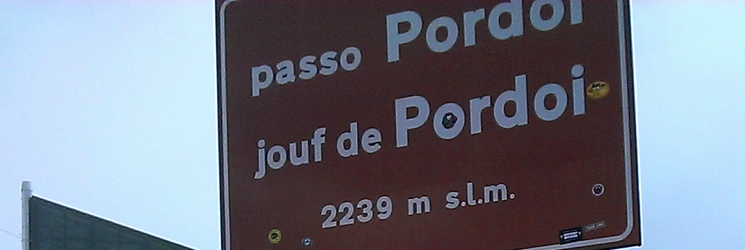 passo Pordoi
jouf de Pordoi
2239 m s.l.m.